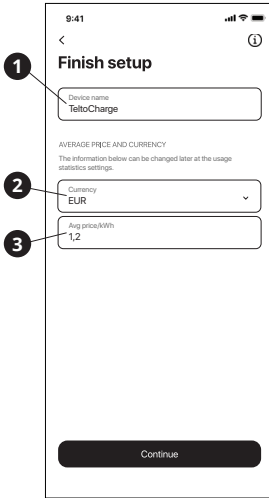 9:41
Finish setup
1
Device name
TeltoCharge
AVERAGE PRICE AND CURRENCY
The information below can be changed later at the usage
statistics settings.
2
Currency
EUR
3
Avg price/kWh
1,2
Continue